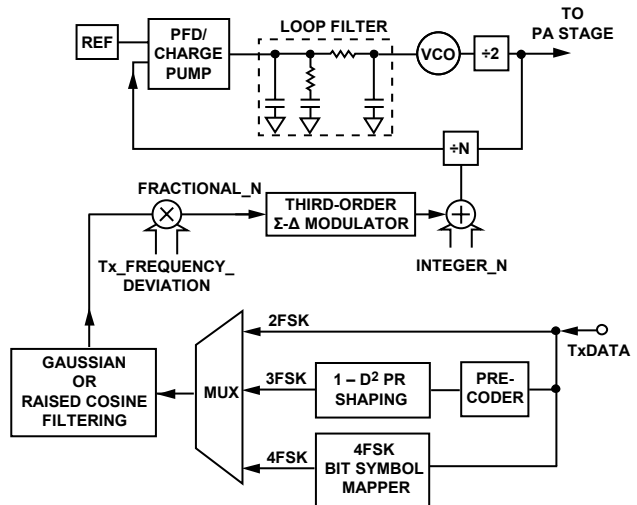 TO
PA STAGE
LOOP FILTER
REF
PFD/
CHARGE
PUMP
VCO
÷2
÷N
FRACTIONAL_N
THIRD-ORDER
Σ-Δ MODULATOR
×
+
Tx_FREQUENCY_
DEVIATION
INTEGER_N
2FSK
TxDATA
GAUSSIAN
OR
RAISED COSINE
FILTERING
MUX
3FSK
1 – D² PR
SHAPING
PRE-
CODER
4FSK
4FSK
BIT SYMBOL
MAPPER